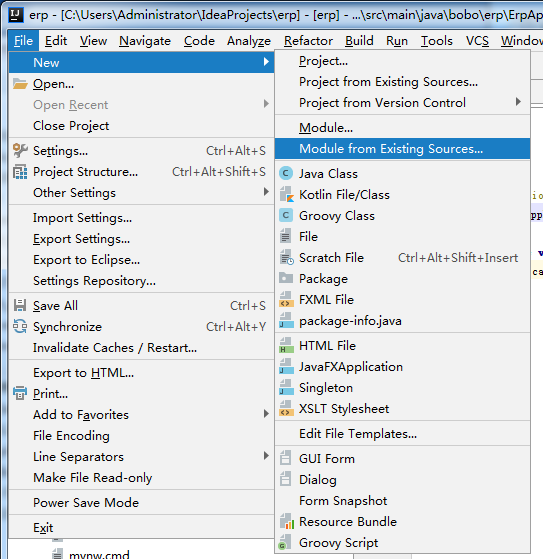 erp - [C:\Users\Administrator\IdeaProjects\erp] - [erp] - ...\src\main\java\bobo\erp\ErpAp
File Edit View Navigate Code Analyze Refactor Build Run Tools VCS Window
New
Open...
Open Recent
Close Project
Settings... Ctrl+Alt+S
Project Structure... Ctrl+Alt+Shift+S
Other Settings
Import Settings...
Export Settings...
Export to Eclipse...
Settings Repository...
Save All Ctrl+S
Synchronize Ctrl+Alt+Y
Invalidate Caches / Restart...
Export to HTML...
Print...
Add to Favorites
File Encoding
Line Separators
Make File Read-only
Power Save Mode
Exit
mvnw.cmd
Project...
Project from Existing Sources...
Project from Version Control
Module...
Module from Existing Sources...
Java Class
Kotlin File/Class
Groovy Class
File
Scratch File Ctrl+Alt+Shift+Insert
Package
FXML File
package-info.java
HTML File
JavaFXApplication
Singleton
XSLT Stylesheet
Edit File Templates...
GUI Form
Dialog
Form Snapshot
Resource Bundle
Groovy Script
io
pp
v
ca